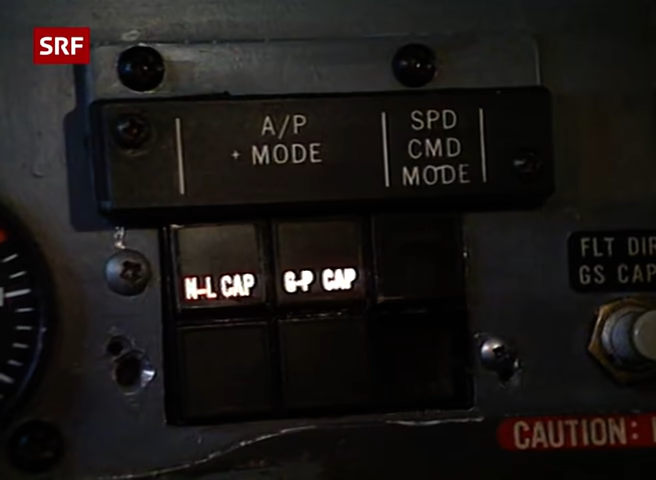 SRF
A/P
+ MODE
SPD
CMD
MODE
N-L CAP
G-P CAP
FLT DIR
GS CAP
CAUTION: